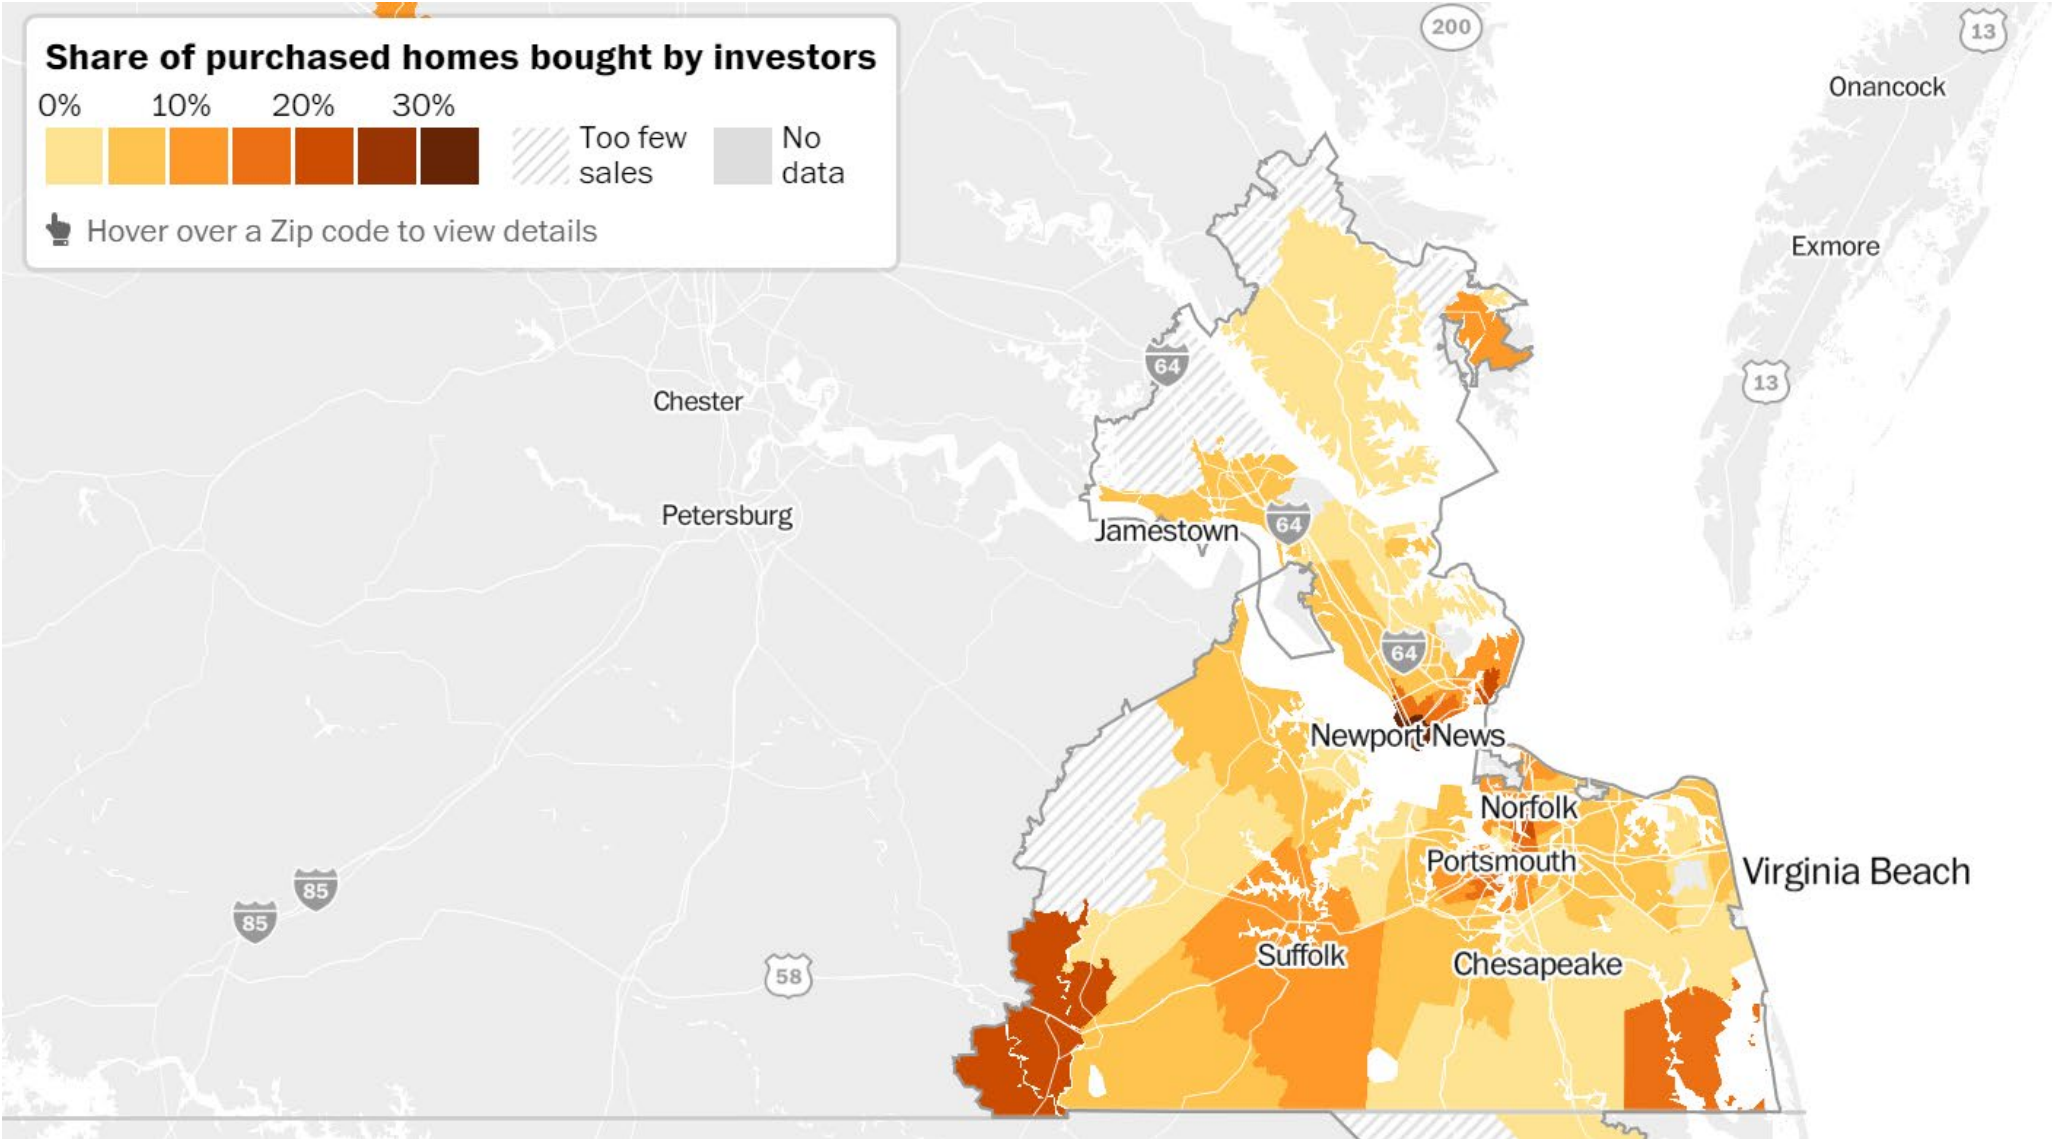 Share of purchased homes bought by investors
0% 10% 20% 30%
Too few
sales
No
data
Hover over a Zip code to view details
200
13
Onancock
Exmore
13
64
Chester
Petersburg
Jamestown
64
64
Newport News
Norfolk
Portsmouth
Virginia Beach
85
85
58
Suffolk
Chesapeake